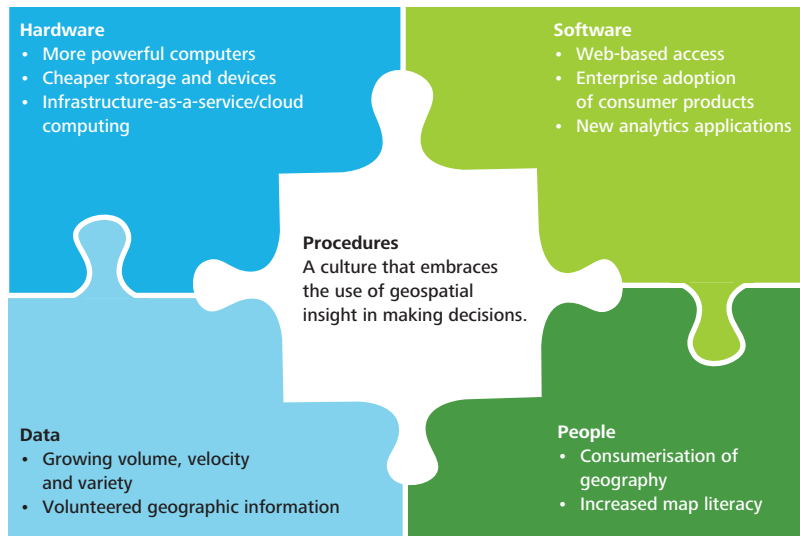 Hardware
• More powerful computers
• Cheaper storage and devices
• Infrastructure-as-a-service/cloud
computing
Software
• Web-based access
• Enterprise adoption
of consumer products
• New analytics applications
Procedures
A culture that embraces
the use of geospatial
insight in making decisions.
Data
• Growing volume, velocity
and variety
• Volunteered geographic information
People
• Consumerisation of
geography
• Increased map literacy